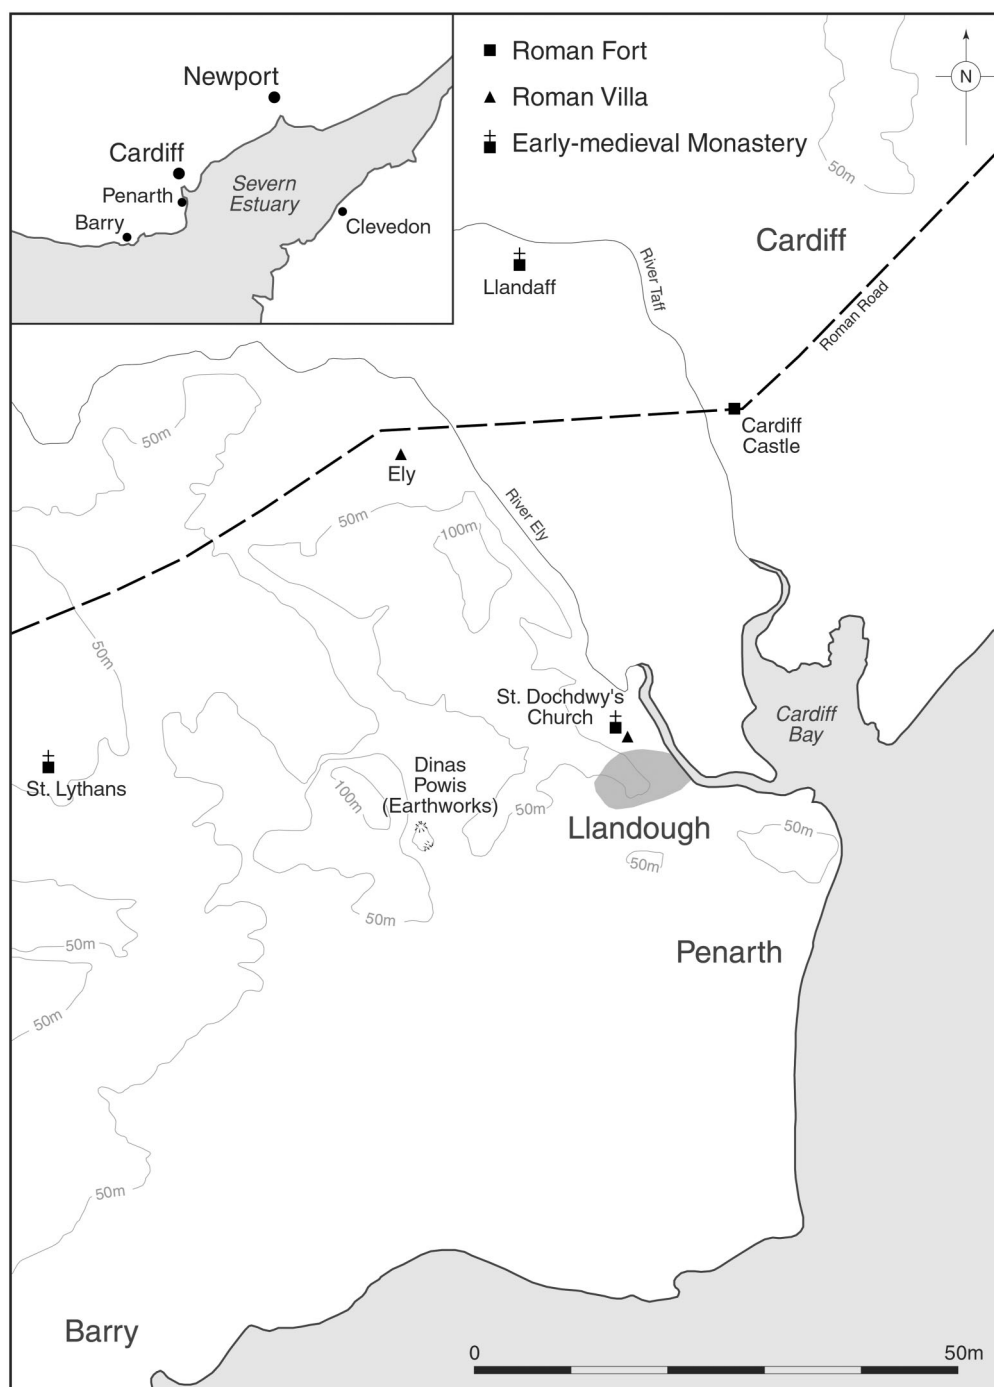 Newport
Cardiff
Penarth
Barry
Severn
Estuary
Clevedon
Roman Fort
Roman Villa
Early-medieval Monastery
N
50m
Cardiff
Llandaff
River Taff
Roman Road
Cardiff
Castle
50m
Ely
50m
100m
River Ely
50m
St. Dochdwy's
Church
Cardiff
Bay
St. Lythans
100m
Dinas
Powis
(Earthworks)
50m
Llandough
50m
50m
50m
50m
Penarth
50m
50m
Barry
0
50m